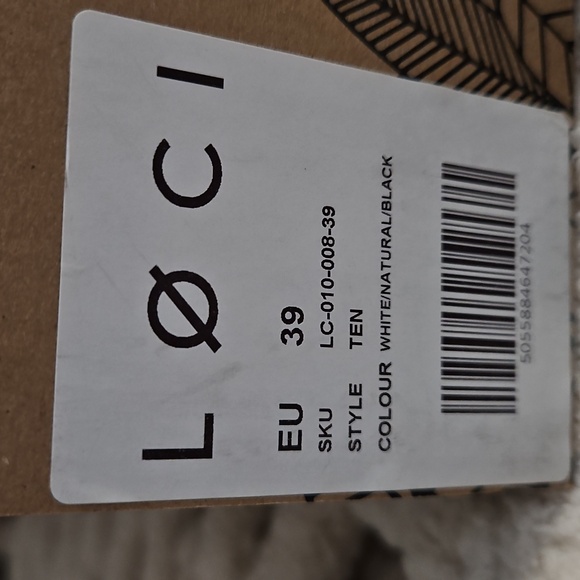 LØCI
EU 39
SKU LC-010-008-39
STYLE TEN
COLOUR WHITE/NATURAL/BLACK
5055884647204